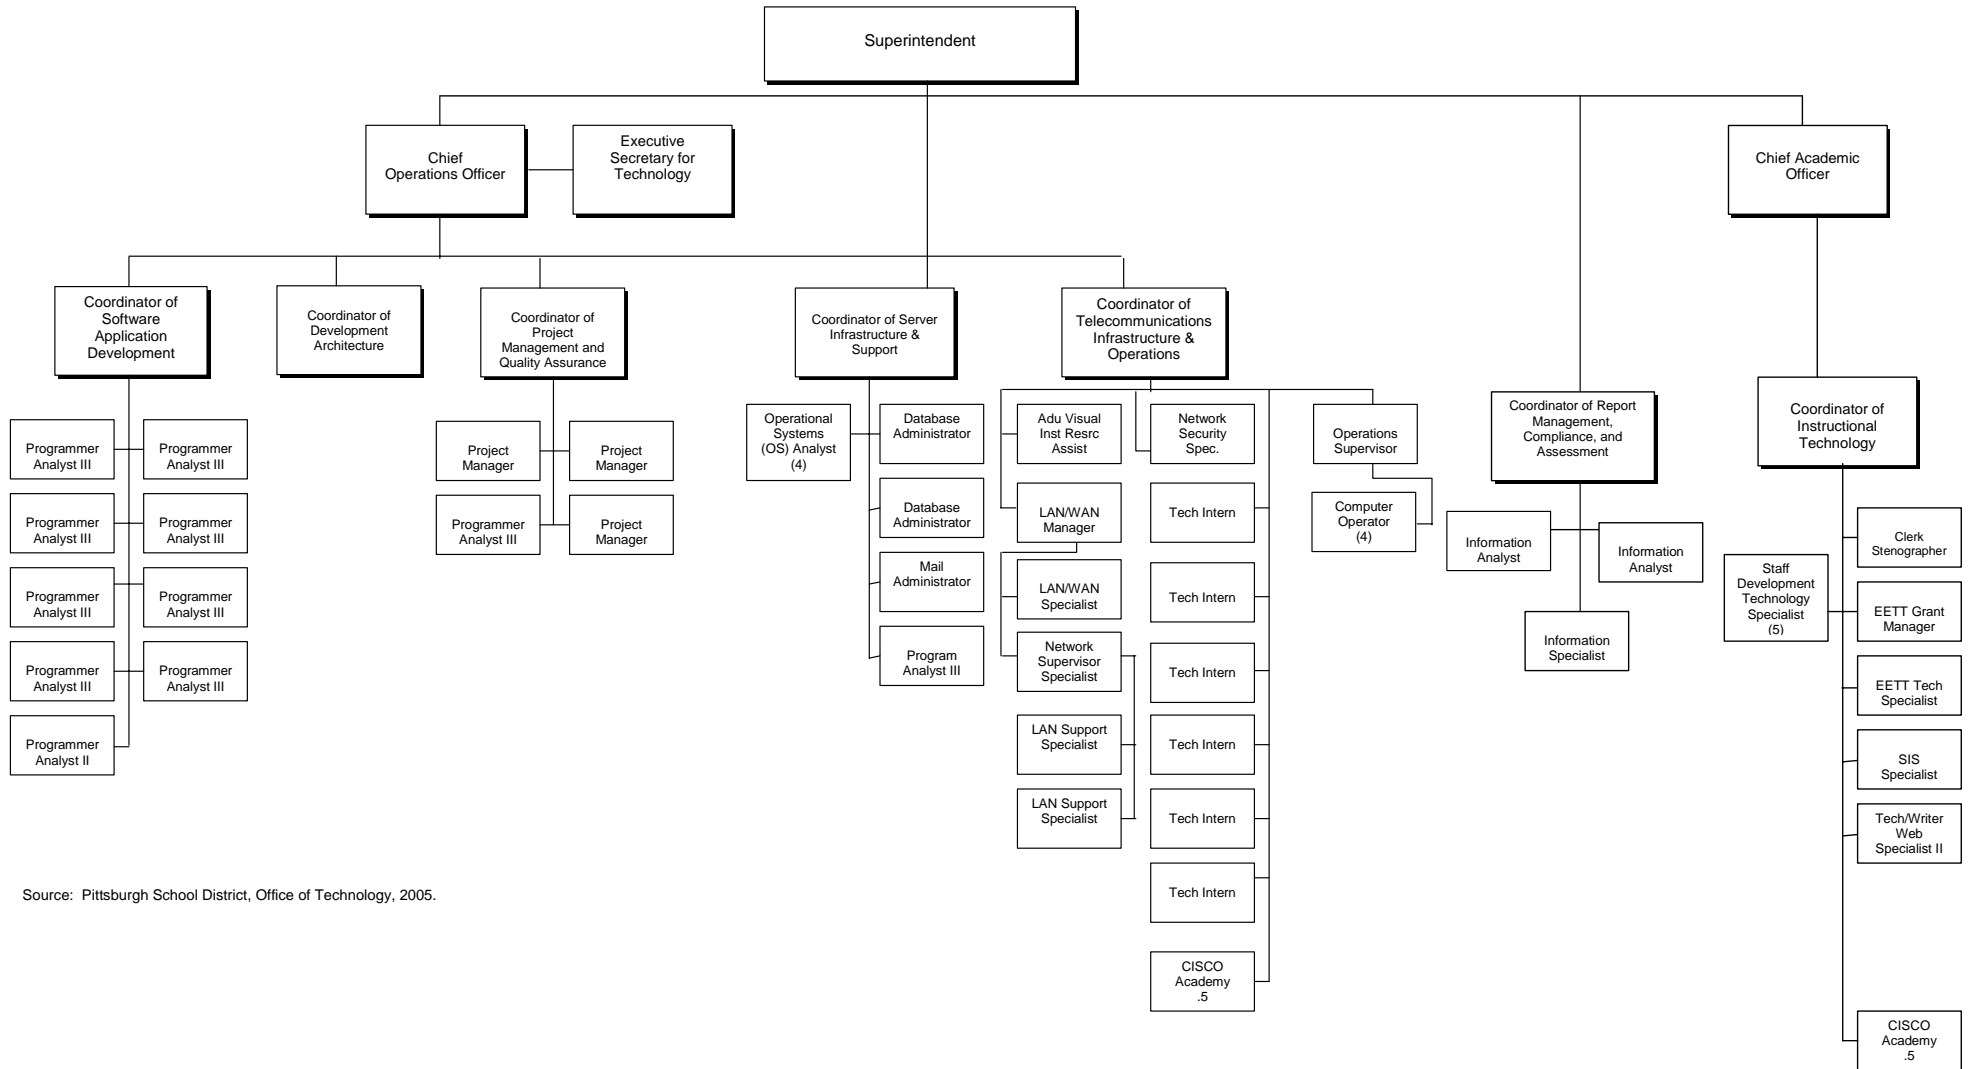 Superintendent
Chief
Operations Officer
Executive
Secretary for
Technology
Chief Academic
Officer
Coordinator of
Software
Application
Development
Coordinator of
Development
Architecture
Coordinator of
Project
Management and
Quality Assurance
Coordinator of Server
Infrastructure &
Support
Coordinator of
Telecommunications
Infrastructure &
Operations
Coordinator of Report
Management,
Compliance, and
Assessment
Coordinator of
Instructional
Technology
Programmer
Analyst III
Programmer
Analyst III
Programmer
Analyst III
Programmer
Analyst III
Programmer
Analyst III
Programmer
Analyst III
Programmer
Analyst III
Programmer
Analyst III
Programmer
Analyst II
Project
Manager
Project
Manager
Programmer
Analyst III
Project
Manager
Operational
Systems
(OS) Analyst
(4)
Database
Administrator
Database
Administrator
Mail
Administrator
Program
Analyst III
Adu Visual
Inst Resrc
Assist
LAN/WAN
Manager
LAN/WAN
Specialist
Network
Supervisor
Specialist
LAN Support
Specialist
LAN Support
Specialist
Network
Security
Spec.
Tech Intern
Tech Intern
Tech Intern
Tech Intern
Tech Intern
Tech Intern
CISCO
Academy
.5
Operations
Supervisor
Computer
Operator
(4)
Information
Analyst
Information
Analyst
Information
Specialist
Staff
Development
Technology
Specialist
(5)
Clerk
Stenographer
EETT Grant
Manager
EETT Tech
Specialist
SIS
Specialist
Tech/Writer
Web
Specialist II
CISCO
Academy
.5
Source: Pittsburgh School District, Office of Technology, 2005.